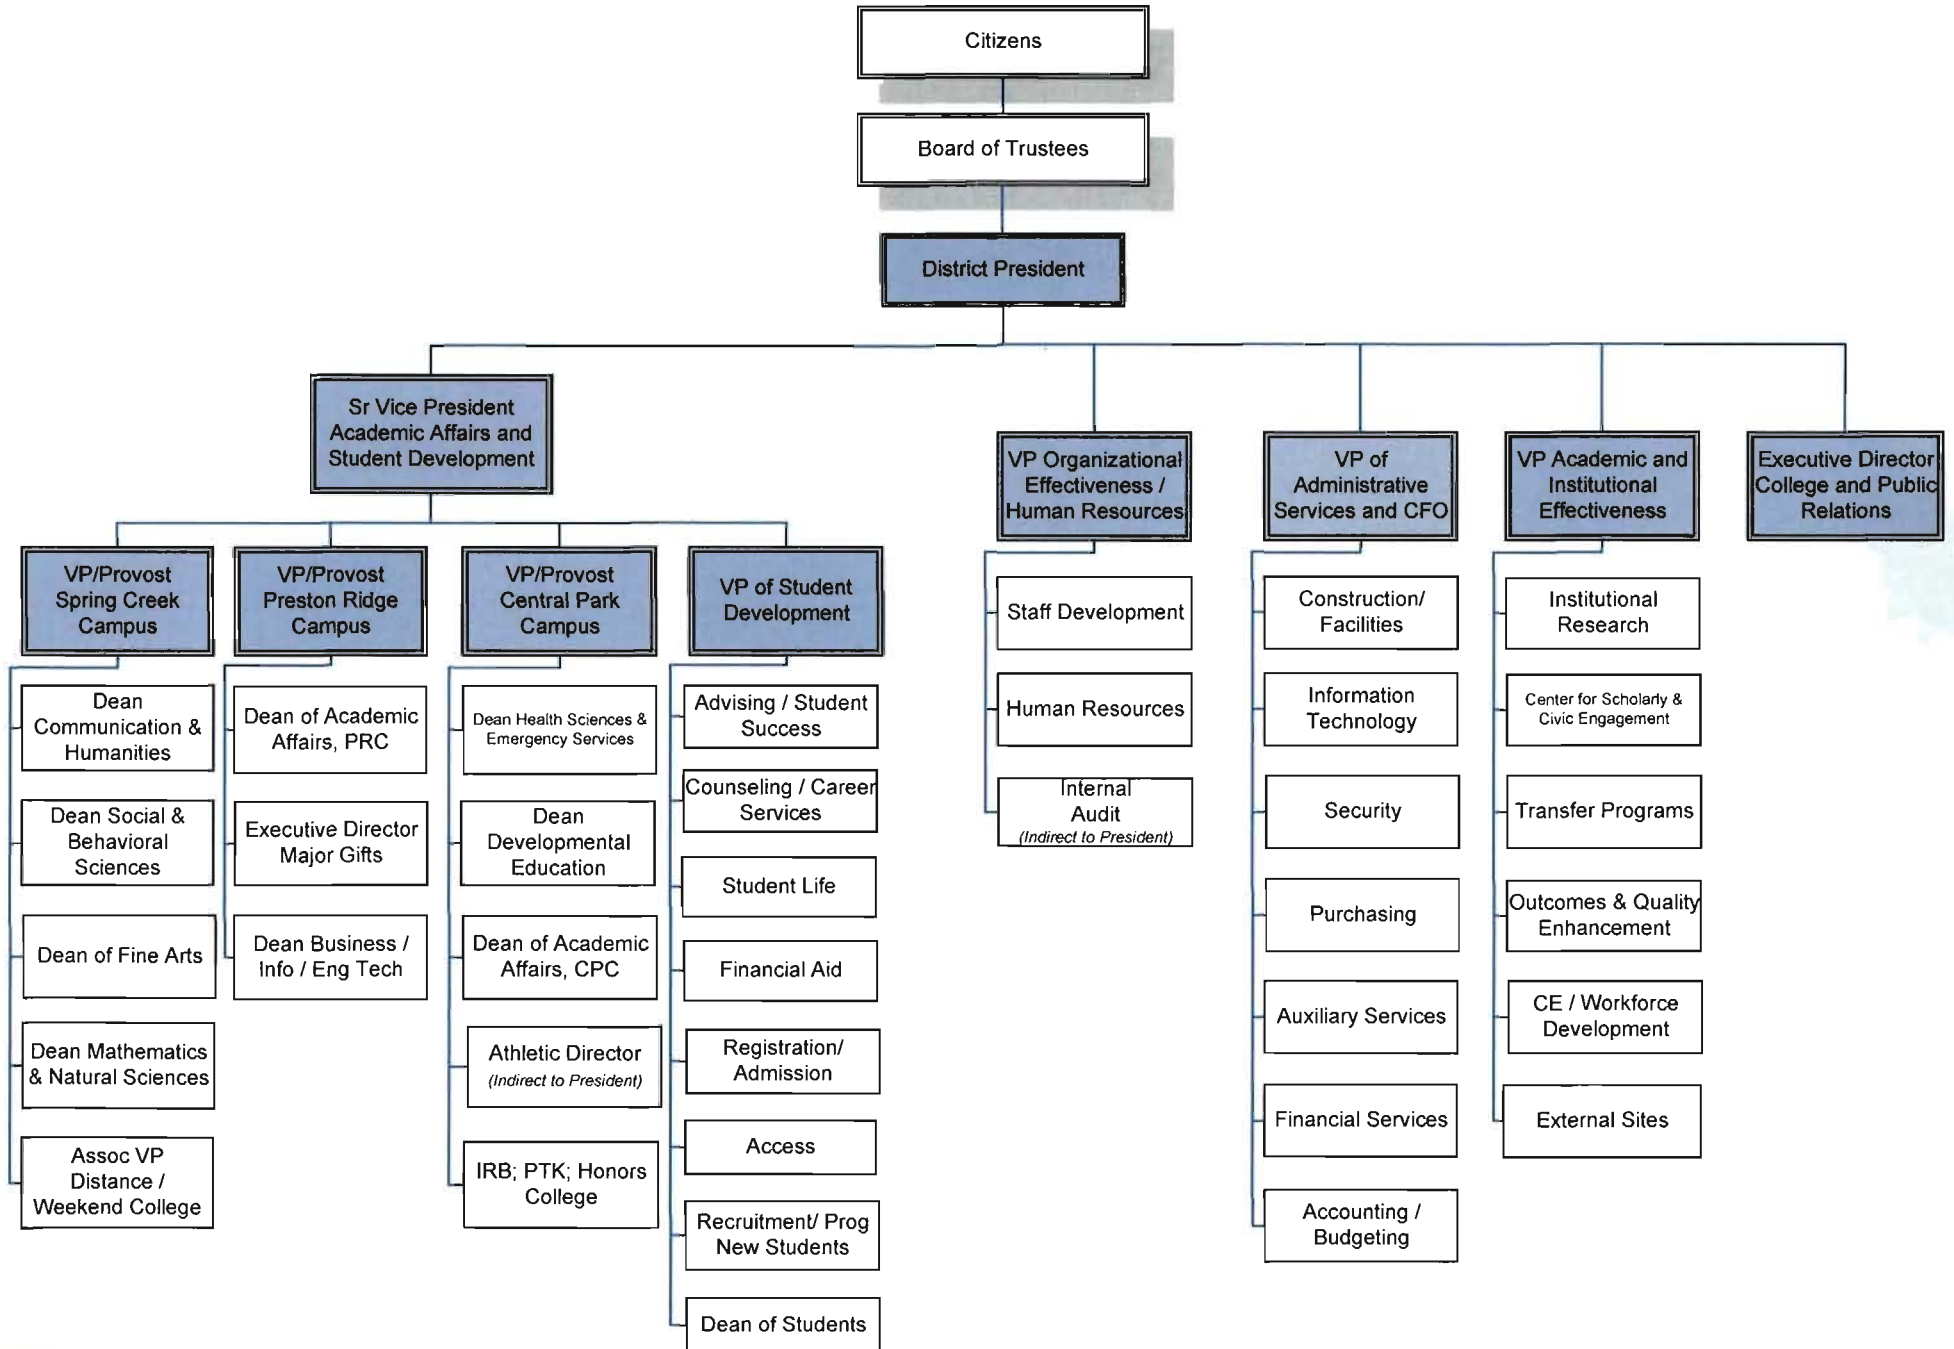 Citizens
Board of Trustees
District President
Sr Vice President
Academic Affairs and
Student Development
VP Organizational
Effectiveness /
Human Resources
VP of
Administrative
Services and CFO
VP Academic and
Institutional
Effectiveness
Executive Director
College and Public
Relations
VP/Provost
Spring Creek
Campus
VP/Provost
Preston Ridge
Campus
VP/Provost
Central Park
Campus
VP of Student
Development
Dean
Communication &
Humanities
Dean Social &
Behavioral
Sciences
Dean of Fine Arts
Dean Mathematics
& Natural Sciences
Assoc VP
Distance /
Weekend College
Dean of Academic
Affairs, PRC
Executive Director
Major Gifts
Dean Business /
Info / Eng Tech
Dean Health Sciences &
Emergency Services
Dean
Developmental
Education
Dean of Academic
Affairs, CPC
Athletic Director
(Indirect to President)
IRB; PTK; Honors
College
Advising / Student
Success
Counseling / Career
Services
Student Life
Financial Aid
Registration/
Admission
Access
Recruitment/ Prog
New Students
Dean of Students
Staff Development
Human Resources
Internal
Audit
(Indirect to President)
Construction/
Facilities
Information
Technology
Security
Purchasing
Auxiliary Services
Financial Services
Accounting /
Budgeting
Institutional
Research
Center for Scholarly &
Civic Engagement
Transfer Programs
Outcomes & Quality
Enhancement
CE / Workforce
Development
External Sites